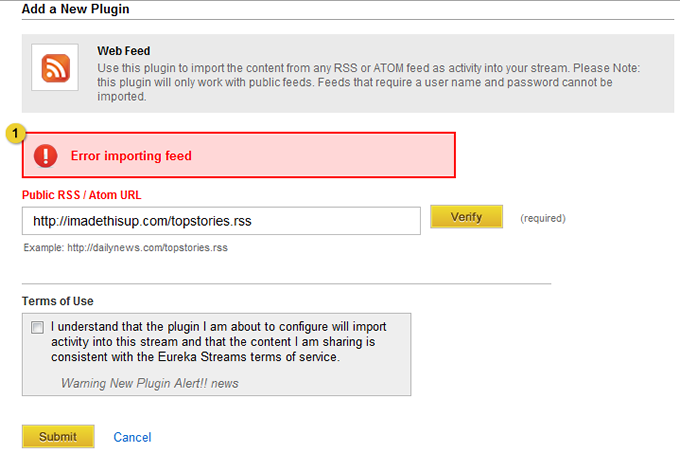 Add a New Plugin
Web Feed
Use this plugin to import the content from any RSS or ATOM feed as activity into your stream. Please Note:
this plugin will only work with public feeds. Feeds that require a user name and password cannot be
imported.
1
Error importing feed
Public RSS / Atom URL
http://imadethisup.com/topstories.rss Verify (required)
Example: http://dailynews.com/topstories.rss
Terms of Use
I understand that the plugin I am about to configure will import
activity into this stream and that the content I am sharing is
consistent with the Eureka Streams terms of service.
Warning New Plugin Alert!! news
Submit Cancel